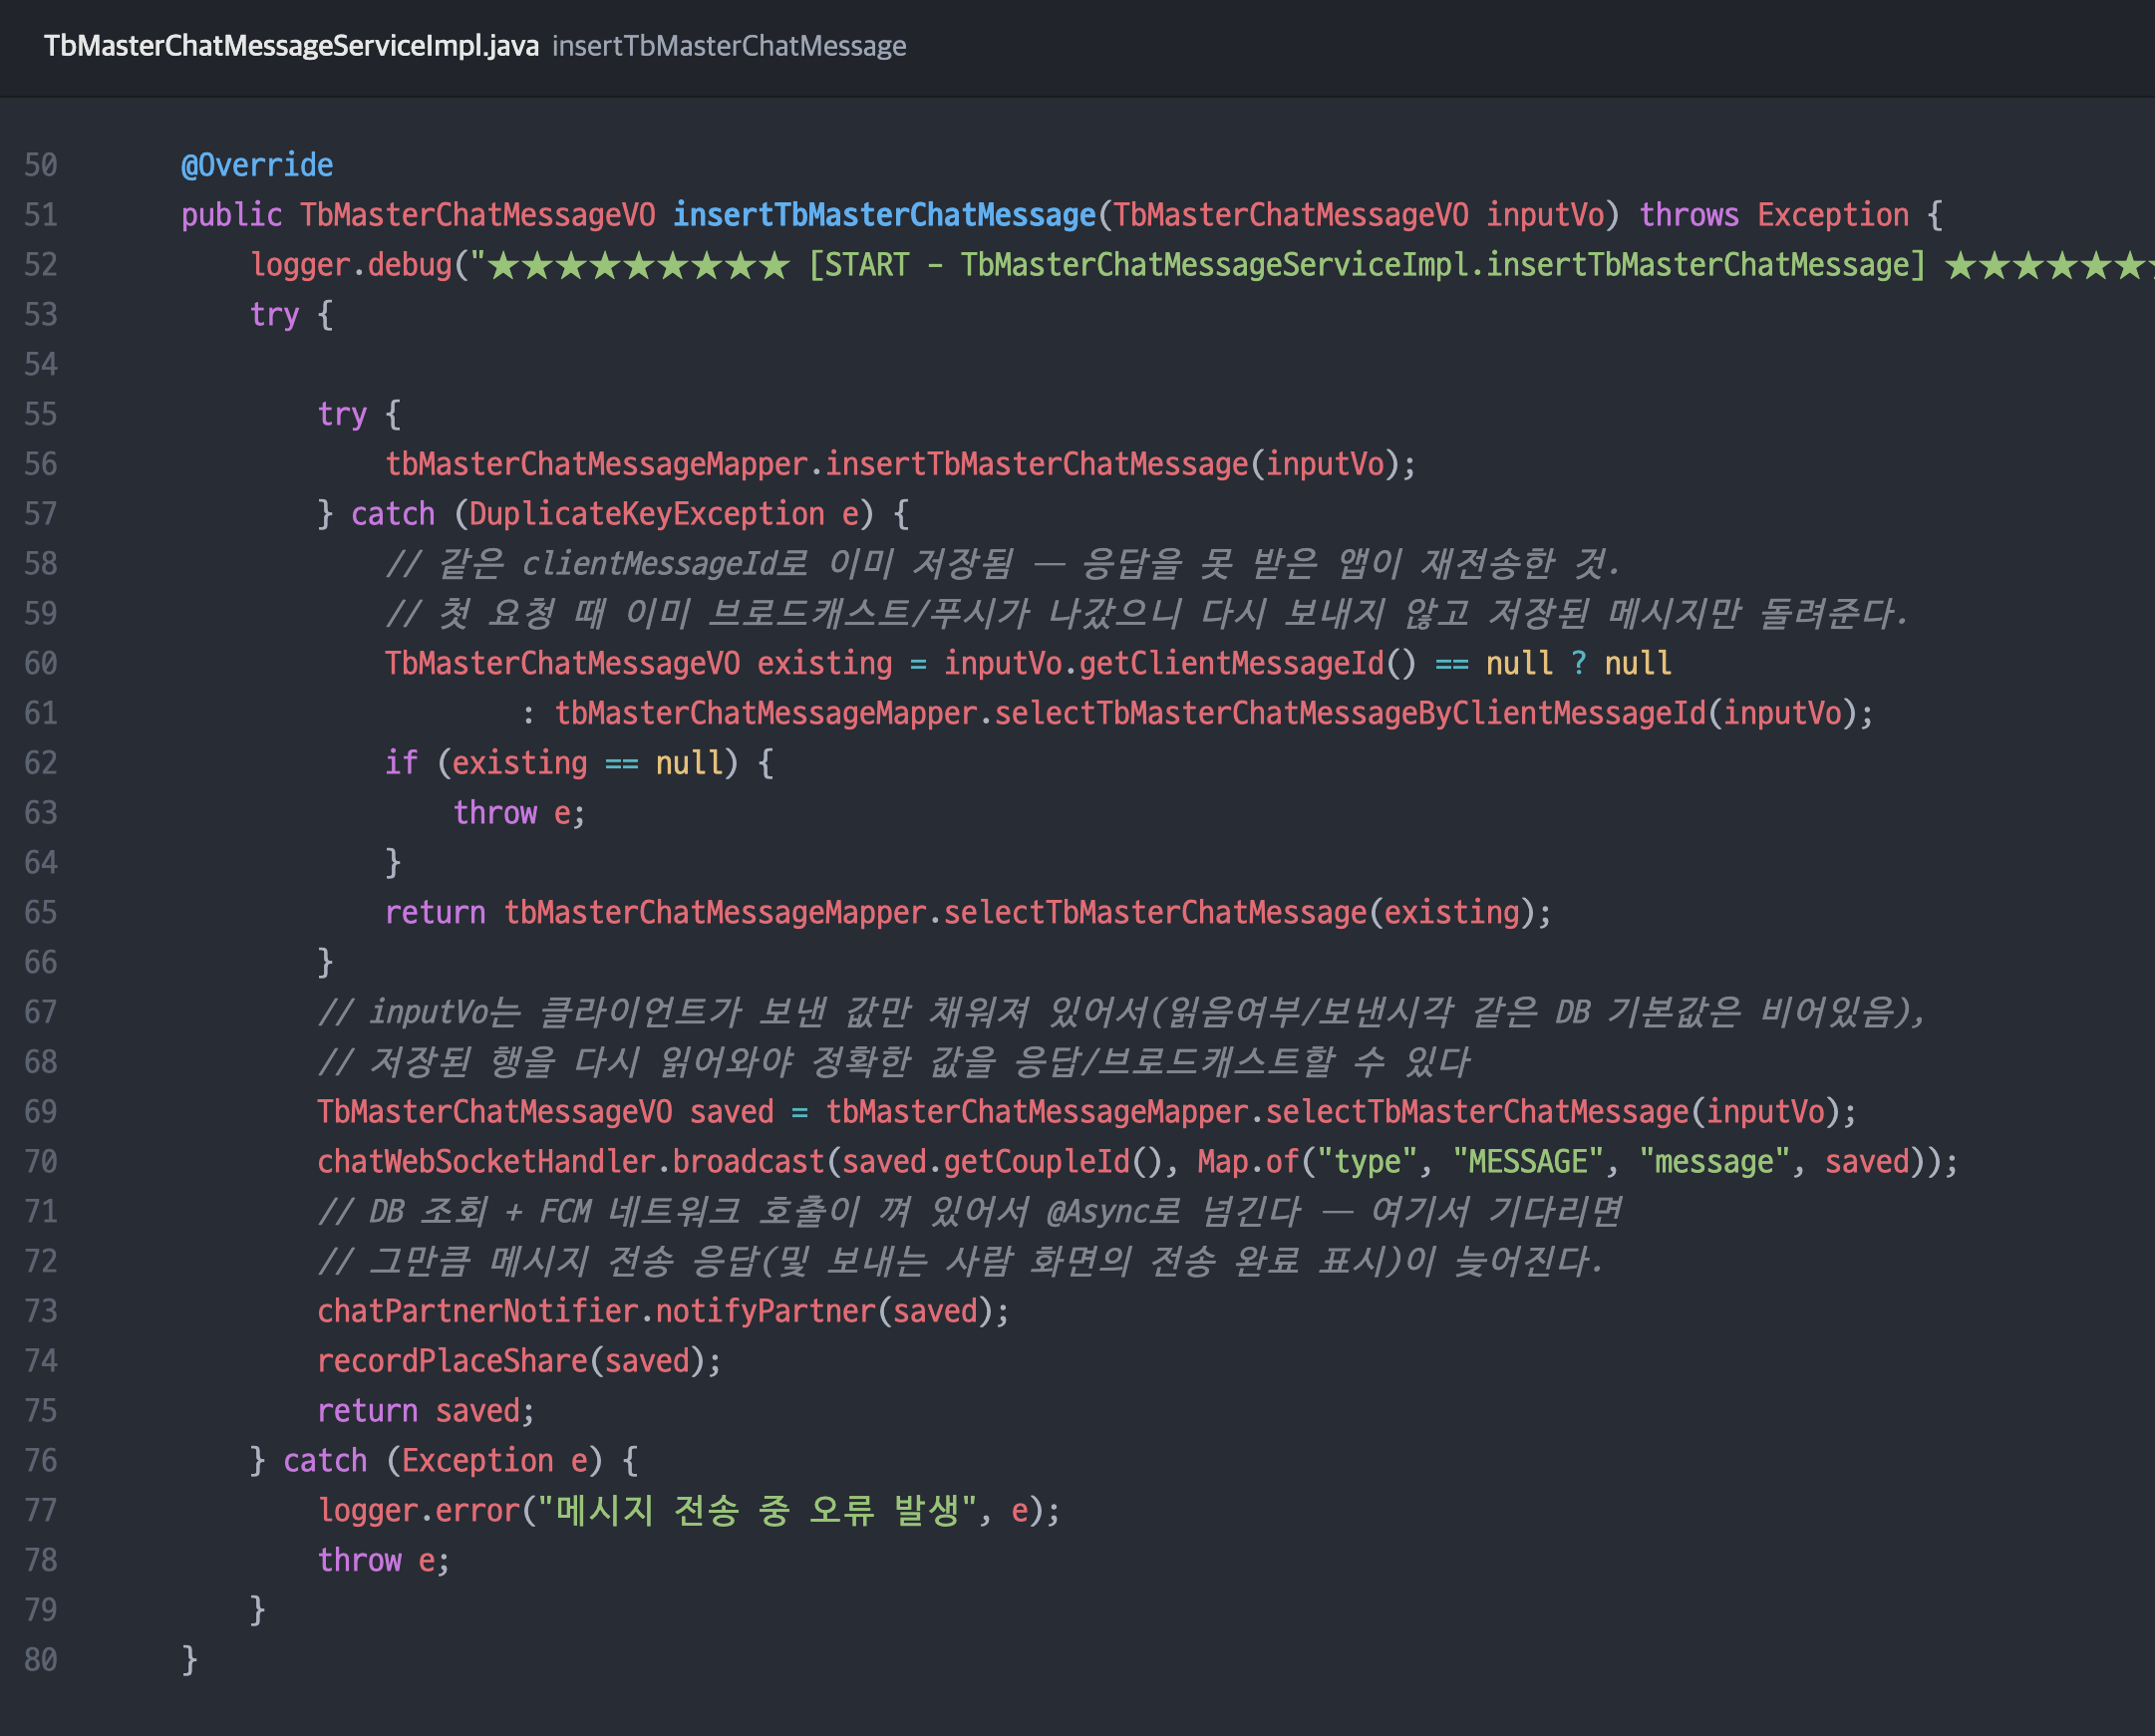 TbMasterChatMessageServiceImpl.java insertTbMasterChatMessage
50 @Override
51 public TbMasterChatMessageVO insertTbMasterChatMessage(TbMasterChatMessageVO inputVo) throws Exception {
52 logger.debug("★★★★★★★★★ [START - TbMasterChatMessageServiceImpl.insertTbMasterChatMessage] ★★★★★★
53 try {
54
55 try {
56 tbMasterChatMessageMapper.insertTbMasterChatMessage(inputVo);
57 } catch (DuplicateKeyException e) {
58 // 같은 clientMessageId로 이미 저장됨 — 응답을 못 받은 앱이 재전송한 것.
59 // 첫 요청 때 이미 브로드캐스트/푸시가 나갔으니 다시 보내지 않고 저장된 메시지만 돌려준다.
60 TbMasterChatMessageVO existing = inputVo.getClientMessageId() == null ? null
61 : tbMasterChatMessageMapper.selectTbMasterChatMessageByClientMessageId(inputVo);
62 if (existing == null) {
63 throw e;
64 }
65 return tbMasterChatMessageMapper.selectTbMasterChatMessage(existing);
66 }
67 // inputVo는 클라이언트가 보낸 값만 채워져 있어서(읽음여부/보낸시각 같은 DB 기본값은 비어있음),
68 // 저장된 행을 다시 읽어와야 정확한 값을 응답/브로드캐스트할 수 있다
69 TbMasterChatMessageVO saved = tbMasterChatMessageMapper.selectTbMasterChatMessage(inputVo);
70 chatWebSocketHandler.broadcast(saved.getCoupleId(), Map.of("type", "MESSAGE", "message", saved));
71 // DB 조회 + FCM 네트워크 호출이 껴 있어서 @Async로 넘긴다 — 여기서 기다리면
72 // 그만큼 메시지 전송 응답(및 보내는 사람 화면의 전송 완료 표시)이 늦어진다.
73 chatPartnerNotifier.notifyPartner(saved);
74 recordPlaceShare(saved);
75 return saved;
76 } catch (Exception e) {
77 logger.error("메시지 전송 중 오류 발생", e);
78 throw e;
79 }
80 }